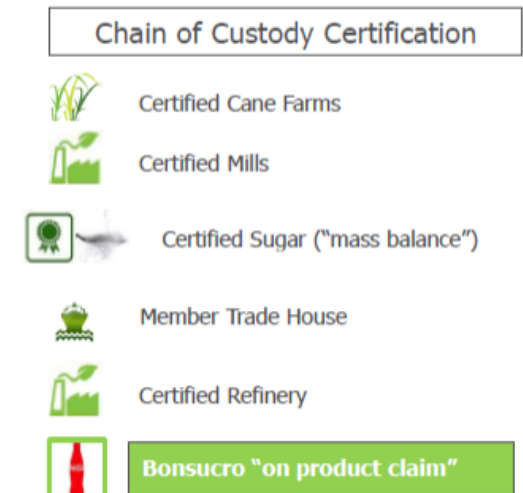 Chain of Custody Certification
Certified Cane Farms
Certified Mills
Certified Sugar ("mass balance")
Member Trade House
Certified Refinery
Bonsucro "on product claim"